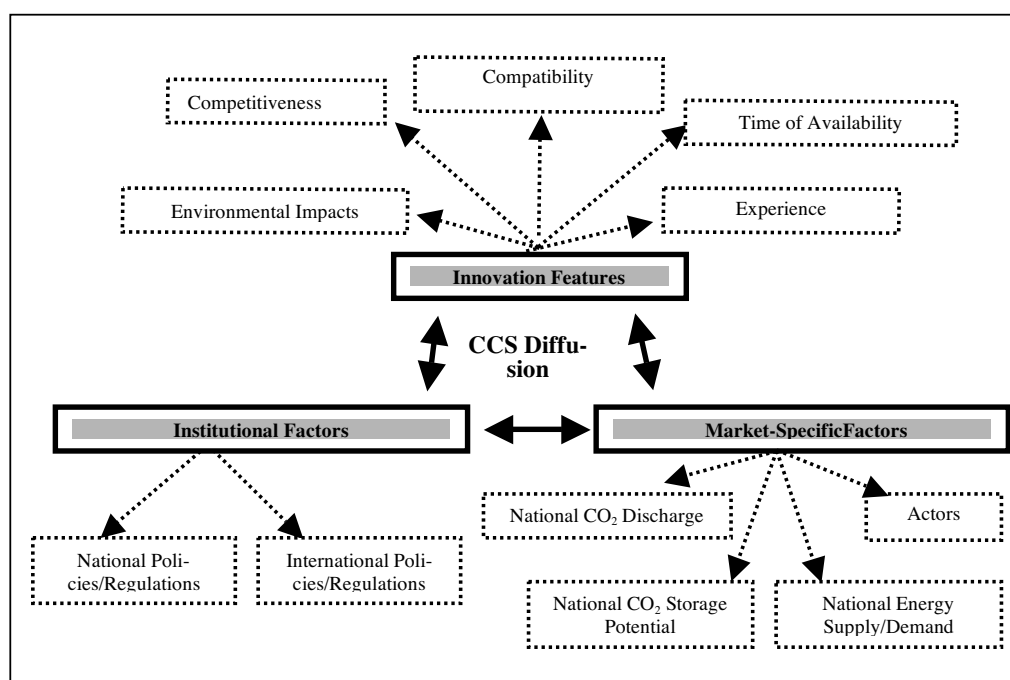 Compatibility
Competitiveness
Time of Availability
Environmental Impacts
Experience
Innovation Features
CCS Diffu-
sion
Institutional Factors
Market-SpecificFactors
National CO₂ Discharge
Actors
National Poli-
cies/Regulations
International Poli-
cies/Regulations
National CO₂ Storage
Potential
National Energy
Supply/Demand